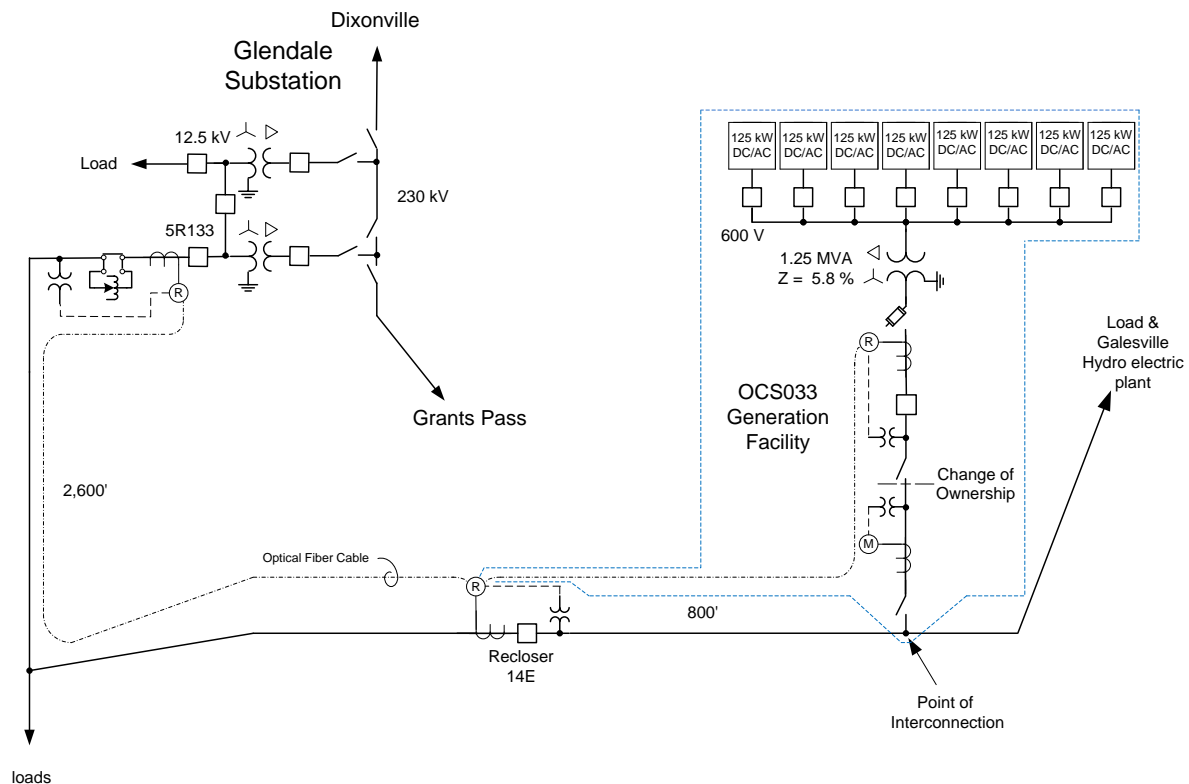 Dixonville
Glendale
Substation
12.5 kV
Load
230 kV
5R133
R
Grants Pass
2,600'
125 kW
DC/AC
125 kW
DC/AC
125 kW
DC/AC
125 kW
DC/AC
125 kW
DC/AC
125 kW
DC/AC
125 kW
DC/AC
125 kW
DC/AC
600 V
1.25 MVA
Z = 5.8 %
R
OCS033
Generation
Facility
Change of
Ownership
M
Load &
Galesville
Hydro electric
plant
Optical Fiber Cable
R
800'
Recloser
14E
Point of
Interconnection
loads